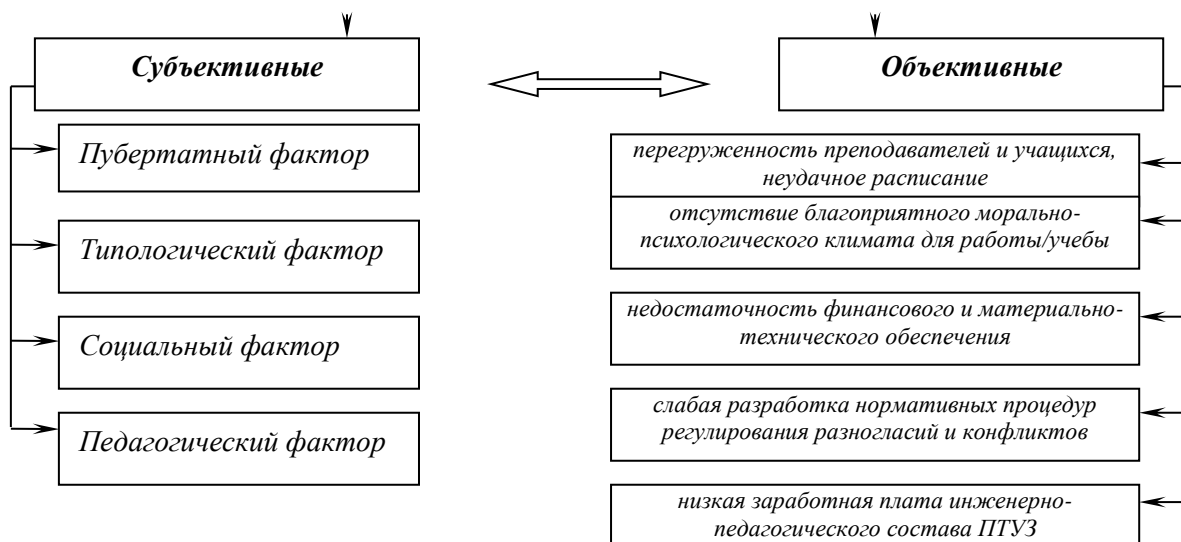 Субъективные
Пубертатный фактор
Типологический фактор
Социальный фактор
Педагогический фактор
Объективные
перегруженность преподавателей и учащихся,
неудачное расписание
отсутствие благоприятного морально-
психологического климата для работы/учебы
недостаточность финансового и материально-
технического обеспечения
слабая разработка нормативных процедур
регулирования разногласий и конфликтов
низкая заработная плата инженерно-
педагогического состава ПТУЗ